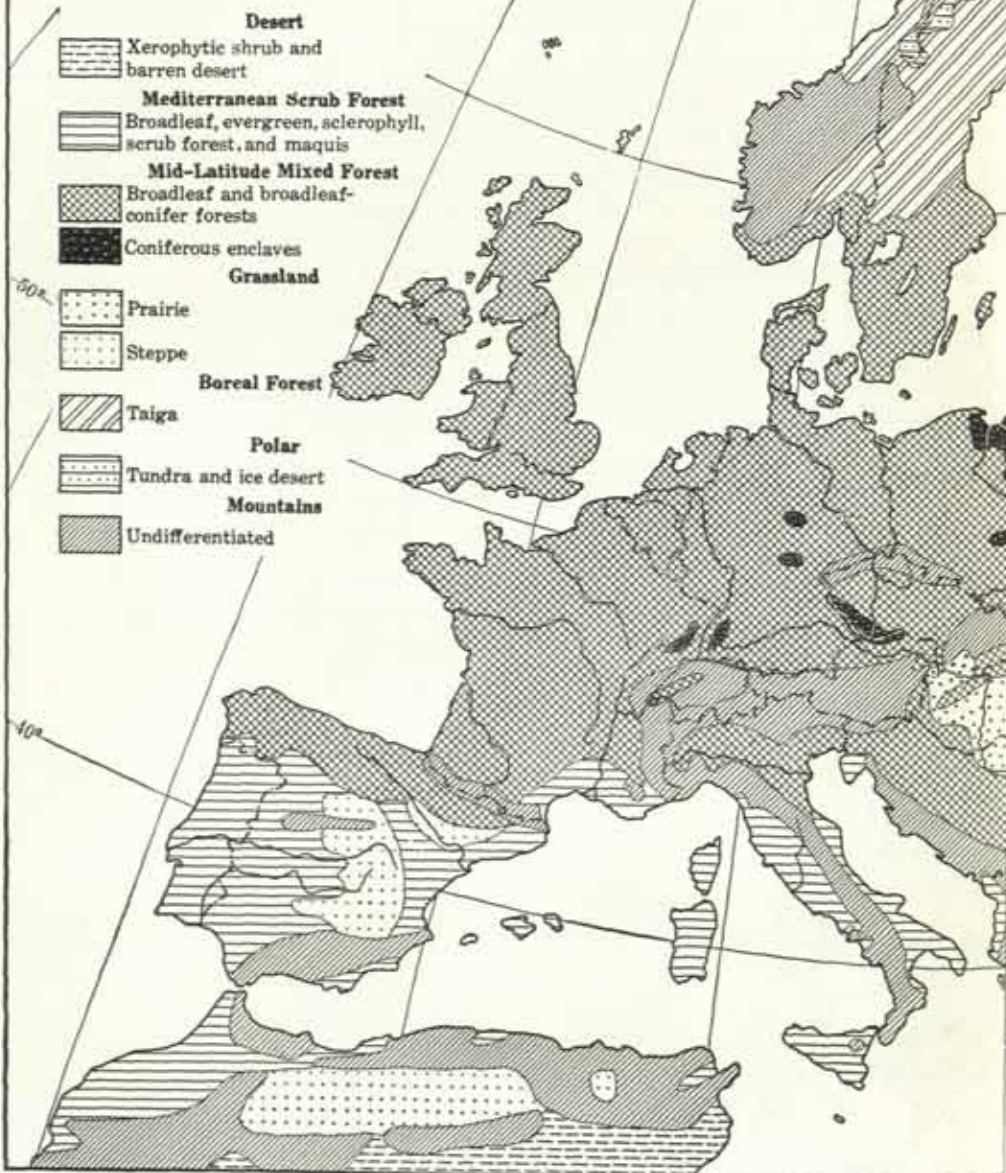 Desert
Xerophytic shrub and
barren desert
Mediterranean Scrub Forest
Broadleaf, evergreen, sclerophyll,
scrub forest, and maquis
Mid-Latitude Mixed Forest
Broadleaf and broadleaf-
conifer forests
Coniferous enclaves
Grassland
50°
Prairie
Steppe
Boreal Forest
Taiga
Polar
Tundra and ice desert
Mountains
Undifferentiated
40°